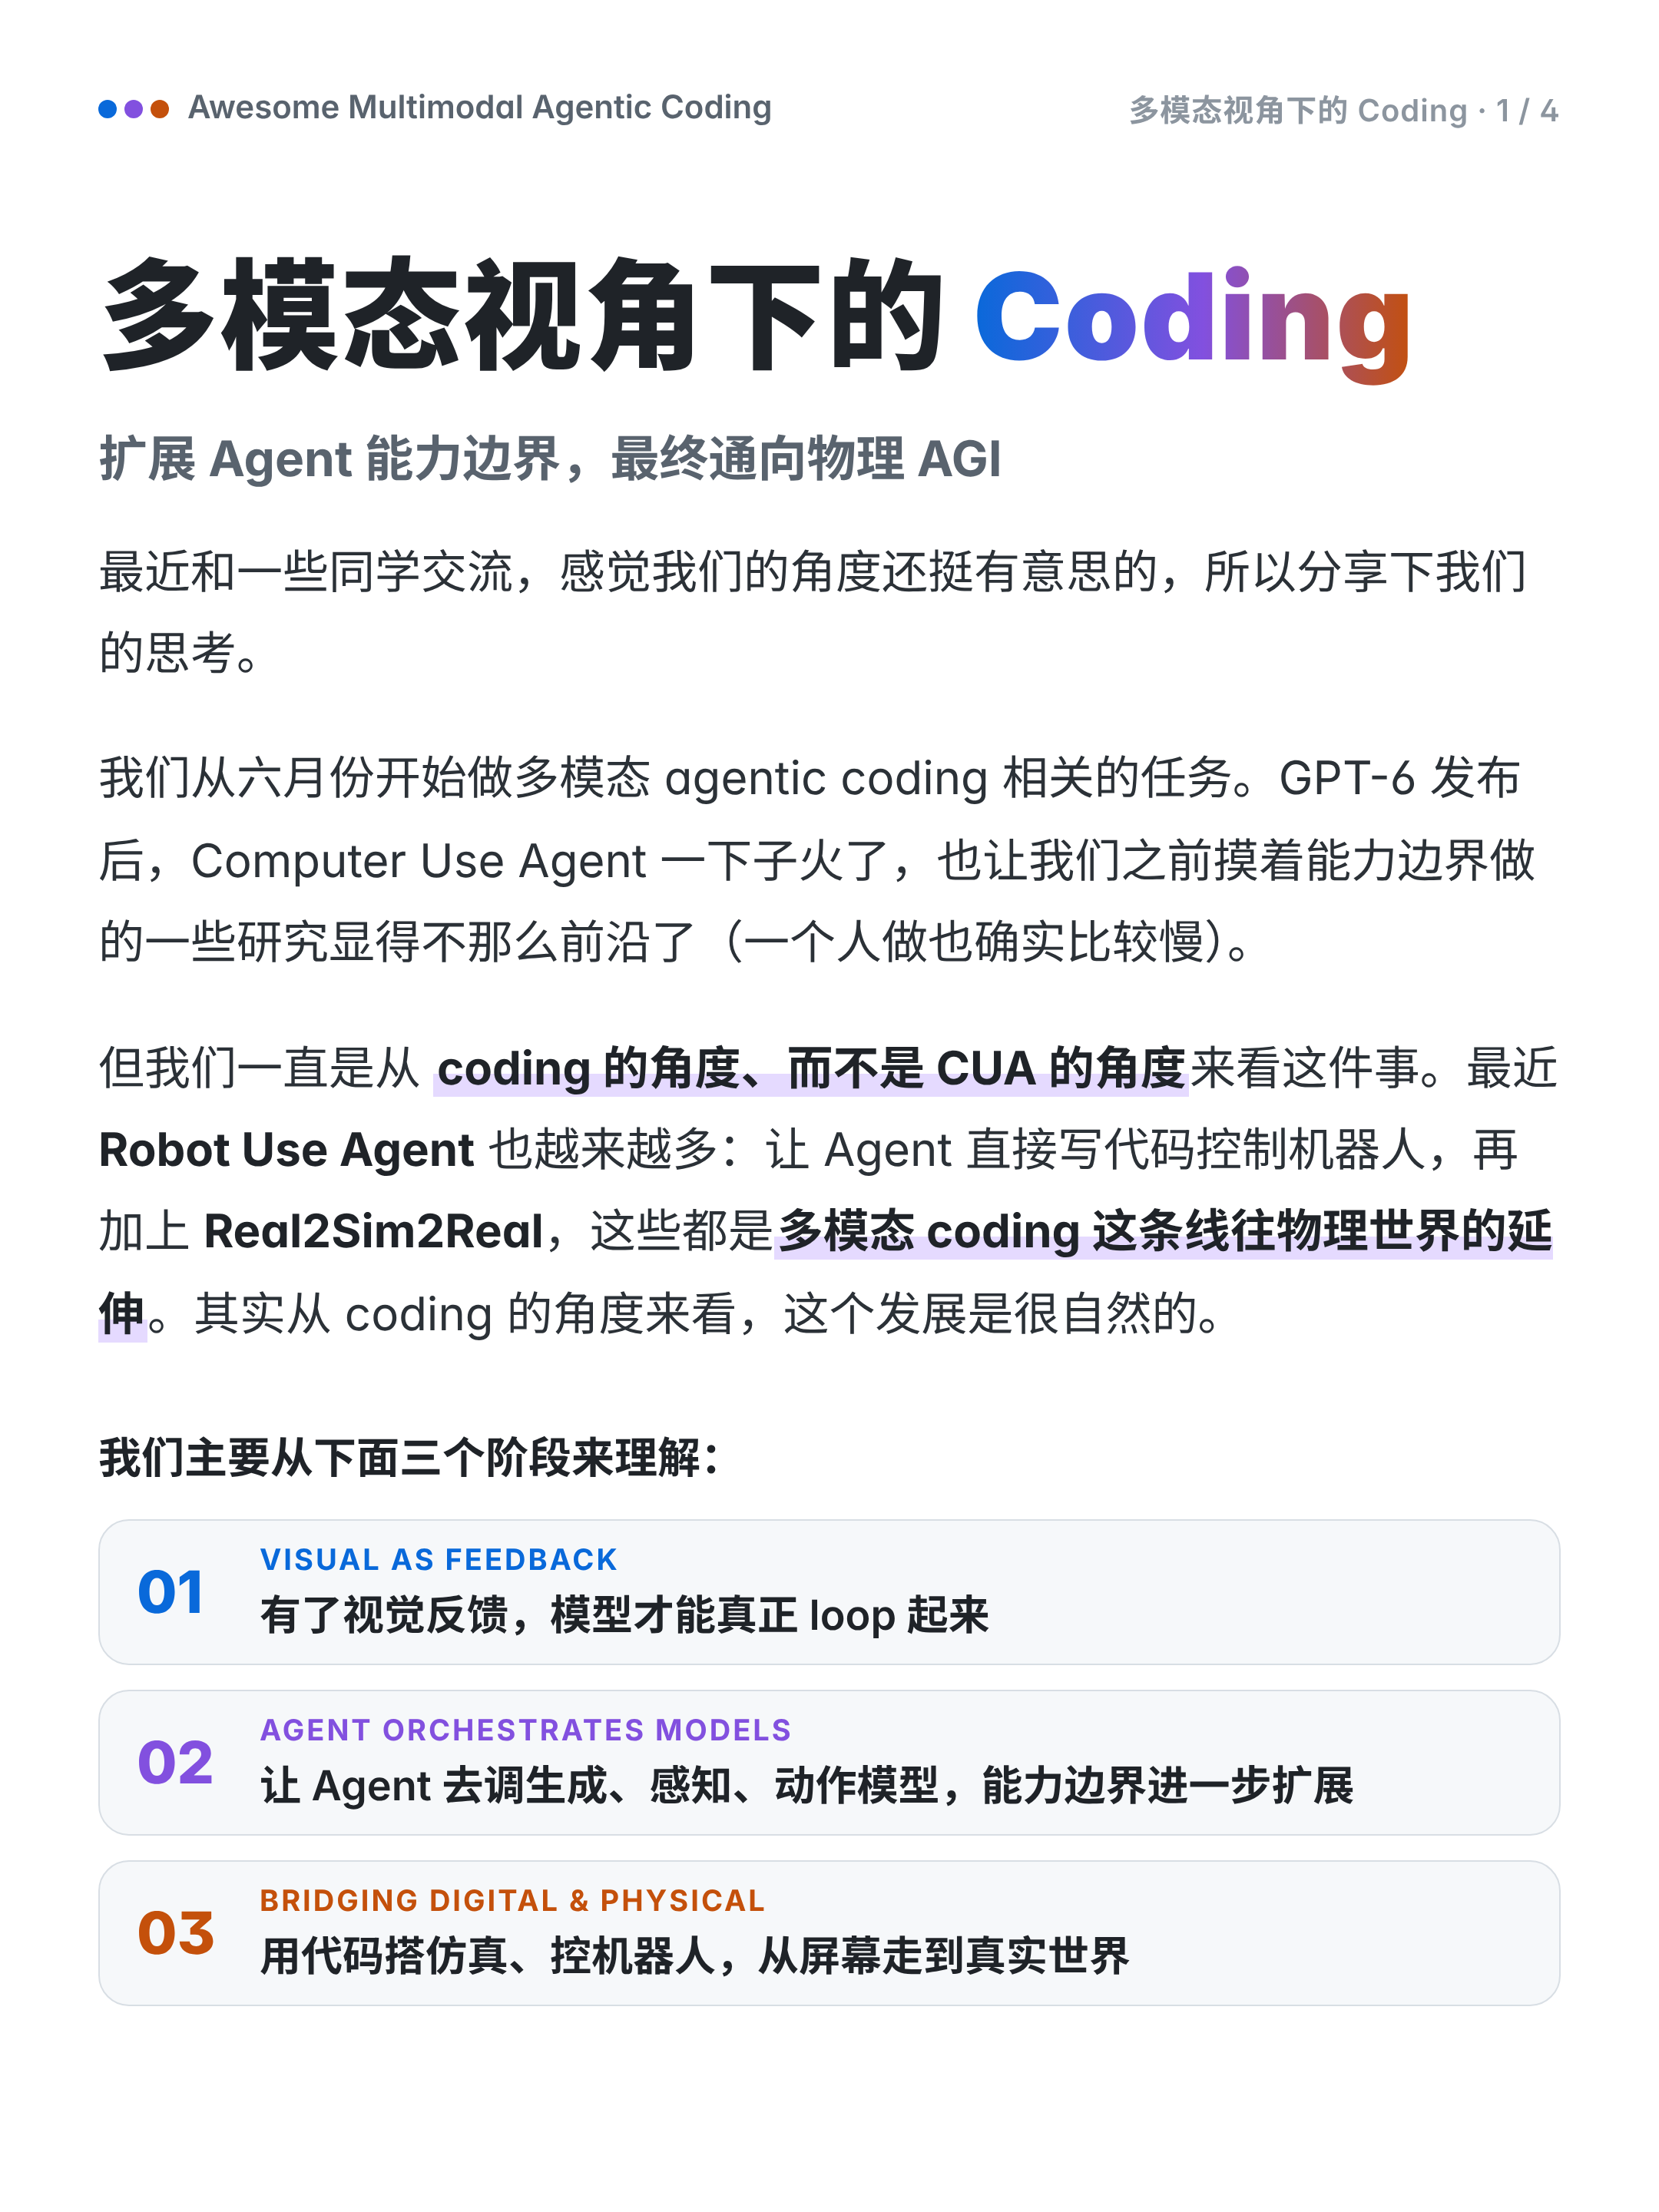 Awesome Multimodal Agentic Coding
多模态视角下的 Coding · 1 / 4
多模态视角下的 Coding
扩展 Agent 能力边界，最终通向物理 AGI
最近和一些同学交流，感觉我们的角度还挺有意思的，所以分享下我们
的思考。
我们从六月份开始做多模态 agentic coding 相关的任务。GPT-6 发布
后，Computer Use Agent 一下子火了，也让我们之前摸着能力边界做
的一些研究显得不那么前沿了（一个人做也确实比较慢）。
但我们一直是从 coding 的角度、而不是 CUA 的角度来看这件事。最近
Robot Use Agent 也越来越多：让 Agent 直接写代码控制机器人，再
加上 Real2Sim2Real，这些都是多模态 coding 这条线往物理世界的延
伸。其实从 coding 的角度来看，这个发展是很自然的。
我们主要从下面三个阶段来理解：
01
VISUAL AS FEEDBACK
有了视觉反馈，模型才能真正 loop 起来
02
AGENT ORCHESTRATES MODELS
让 Agent 去调生成、感知、动作模型，能力边界进一步扩展
03
BRIDGING DIGITAL & PHYSICAL
用代码搭仿真、控机器人，从屏幕走到真实世界